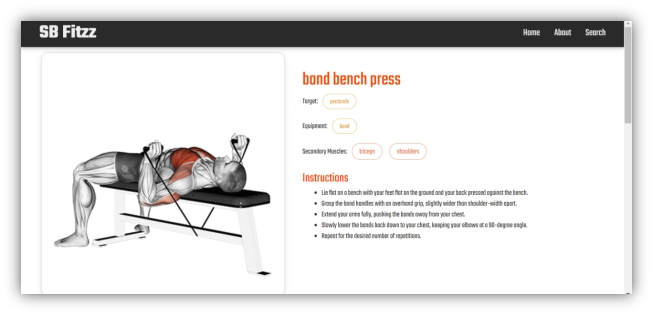 SB Fitzz
Home About Search
band bench press
Target: pectorals
Equipment: band
Secondary Muscles: biceps shoulders
Instructions
Lie flat on a bench with your feet flat on the ground and your back pressed against the bench.
Grasp the band handles with an overhand grip, slightly wider than shoulder-width apart.
Extend your arms fully, pushing the bands away from your chest.
Slowly lower the bands back down to your chest, keeping your elbows at a 90-degree angle.
Repeat for the desired number of repetitions.